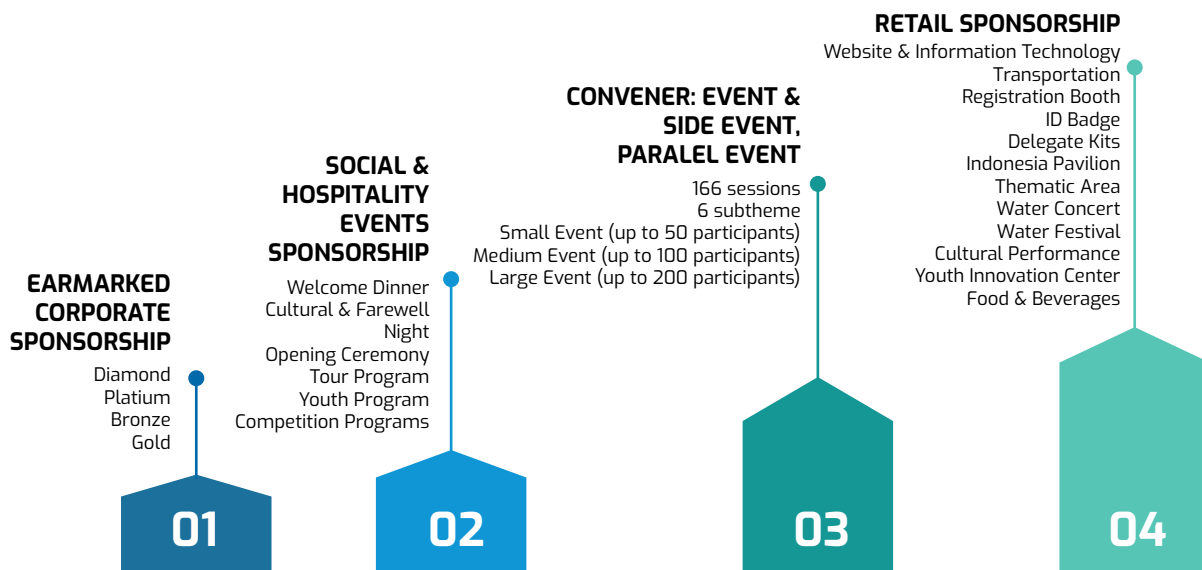 EARMARKED
CORPORATE
SPONSORSHIP
Diamond
Platium
Bronze
Gold
01
SOCIAL &
HOSPITALITY
EVENTS
SPONSORSHIP
Welcome Dinner
Cultural & Farewell
Night
Opening Ceremony
Tour Program
Youth Program
Competition Programs
02
CONVENER: EVENT &
SIDE EVENT,
PARALEL EVENT
166 sessions
6 subtheme
Small Event (up to 50 participants)
Medium Event (up to 100 participants)
Large Event (up to 200 participants)
03
RETAIL SPONSORSHIP
Website & Information Technology
Transportation
Registration Booth
ID Badge
Delegate Kits
Indonesia Pavilion
Thematic Area
Water Concert
Water Festival
Cultural Performance
Youth Innovation Center
Food & Beverages
04